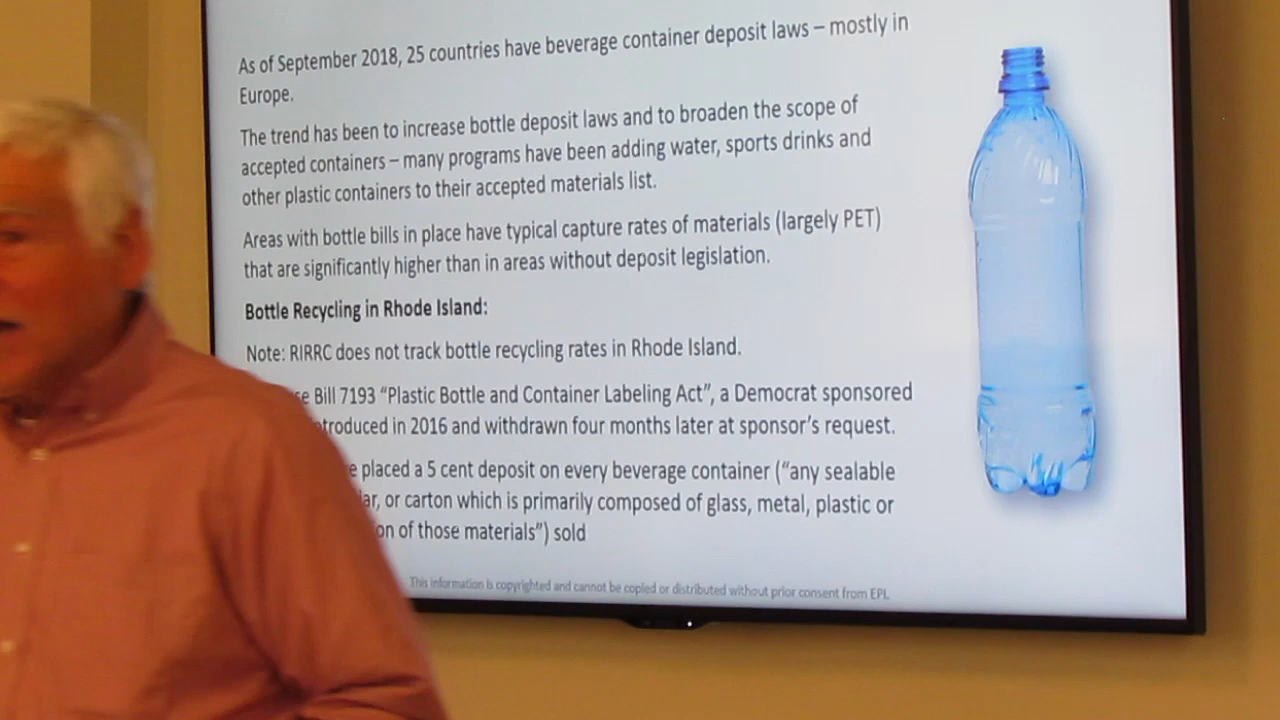 As of September 2018, 25 countries have beverage container deposit laws – mostly in
Europe.
The trend has been to increase bottle deposit laws and to broaden the scope of
accepted containers – many programs have been adding water, sports drinks and
other plastic containers to their accepted materials list.
Areas with bottle bills in place have typical capture rates of materials (largely PET)
that are significantly higher than in areas without deposit legislation.
Bottle Recycling in Rhode Island:
Note: RIRRC does not track bottle recycling rates in Rhode Island.
Bill 7193 “Plastic Bottle and Container Labeling Act”, a Democrat sponsored
in 2016 and withdrawn four months later at sponsor’s request.
placed a 5 cent deposit on every beverage container (“any sealable
or carton which is primarily composed of glass, metal, plastic or
of those materials”) sold
This information is copyrighted and cannot be copied or distributed without prior consent from EPL